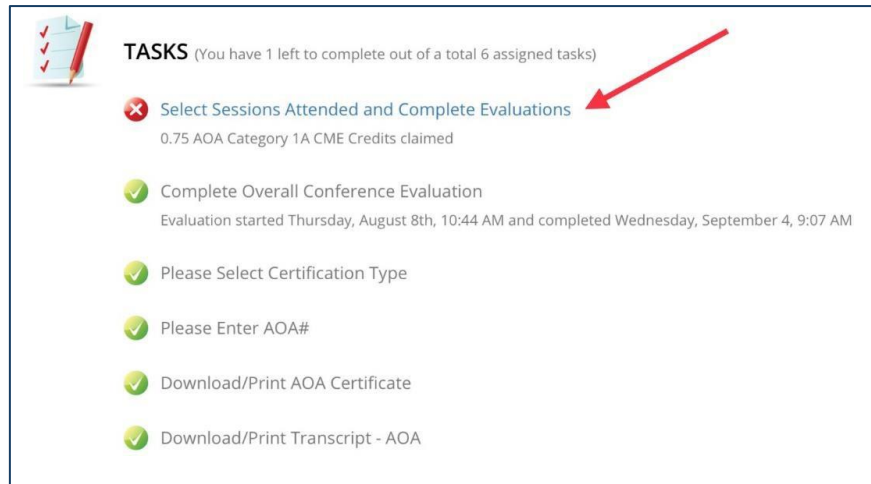 TASKS (You have 1 left to complete out of a total 6 assigned tasks)
Select Sessions Attended and Complete Evaluations
0.75 AOA Category 1A CME Credits claimed
Complete Overall Conference Evaluation
Evaluation started Thursday, August 8th, 10:44 AM and completed Wednesday, September 4, 9:07 AM
Please Select Certification Type
Please Enter AOA#
Download/Print AOA Certificate
Download/Print Transcript - AOA